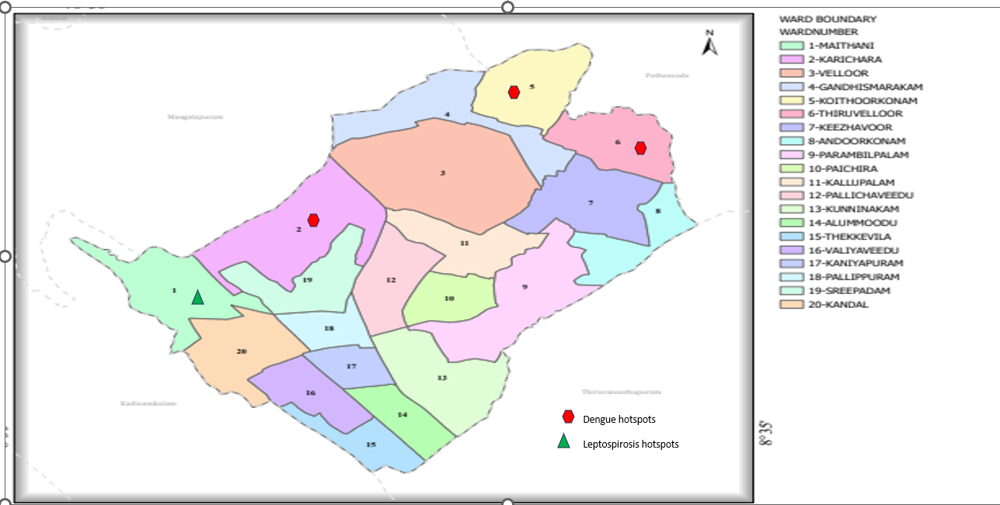 N
Pothencode
Mangalapuram
5
4
6
3
7
8
2
11
19
12
1
10
9
18
20
17
13
16
14
15
Kadinambulam
Thiruvananthapuram
Dengue hotspots
Leptospirosis hotspots
8°35'
WARD BOUNDARY
WARDNUMBER
1-MAITHANI
2-KARICHARA
3-VELLOOR
4-GANDHISMARAKAM
5-KOITHOORKONAM
6-THIRUVELLOOR
7-KEEZHAVOOR
8-ANDOORKONAM
9-PARAMBILPALAM
10-PAICHIRA
11-KALLUPALAM
12-PALLICHAVEEDU
13-KUNNINAKAM
14-ALUMMOODU
15-THEKKEVILA
16-VALIYAVEEDU
17-KANIYAPURAM
18-PALLIPPURAM
19-SREEPADAM
20-KANDAL